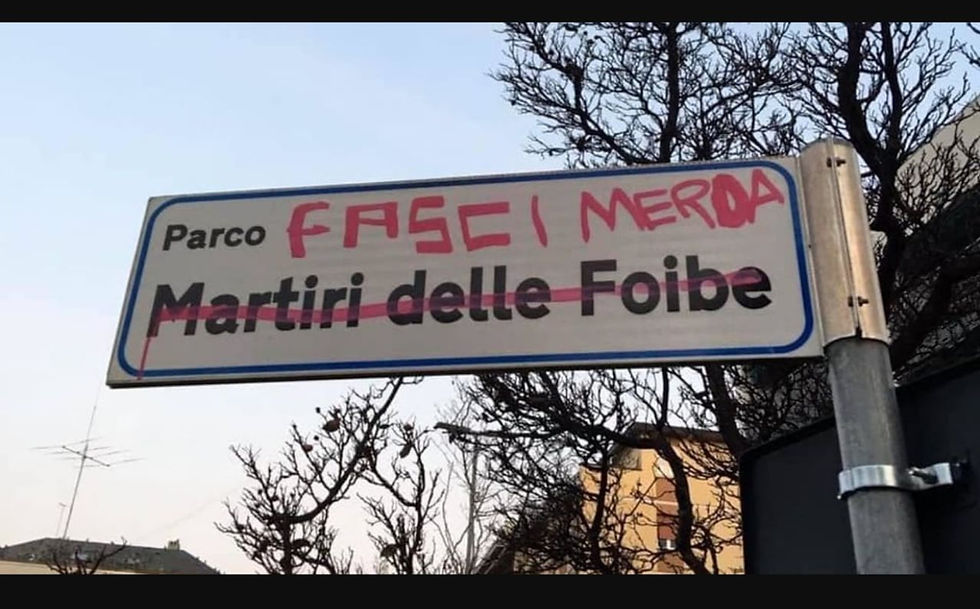 Parco FASCI MERDA
Martiri delle Foibe